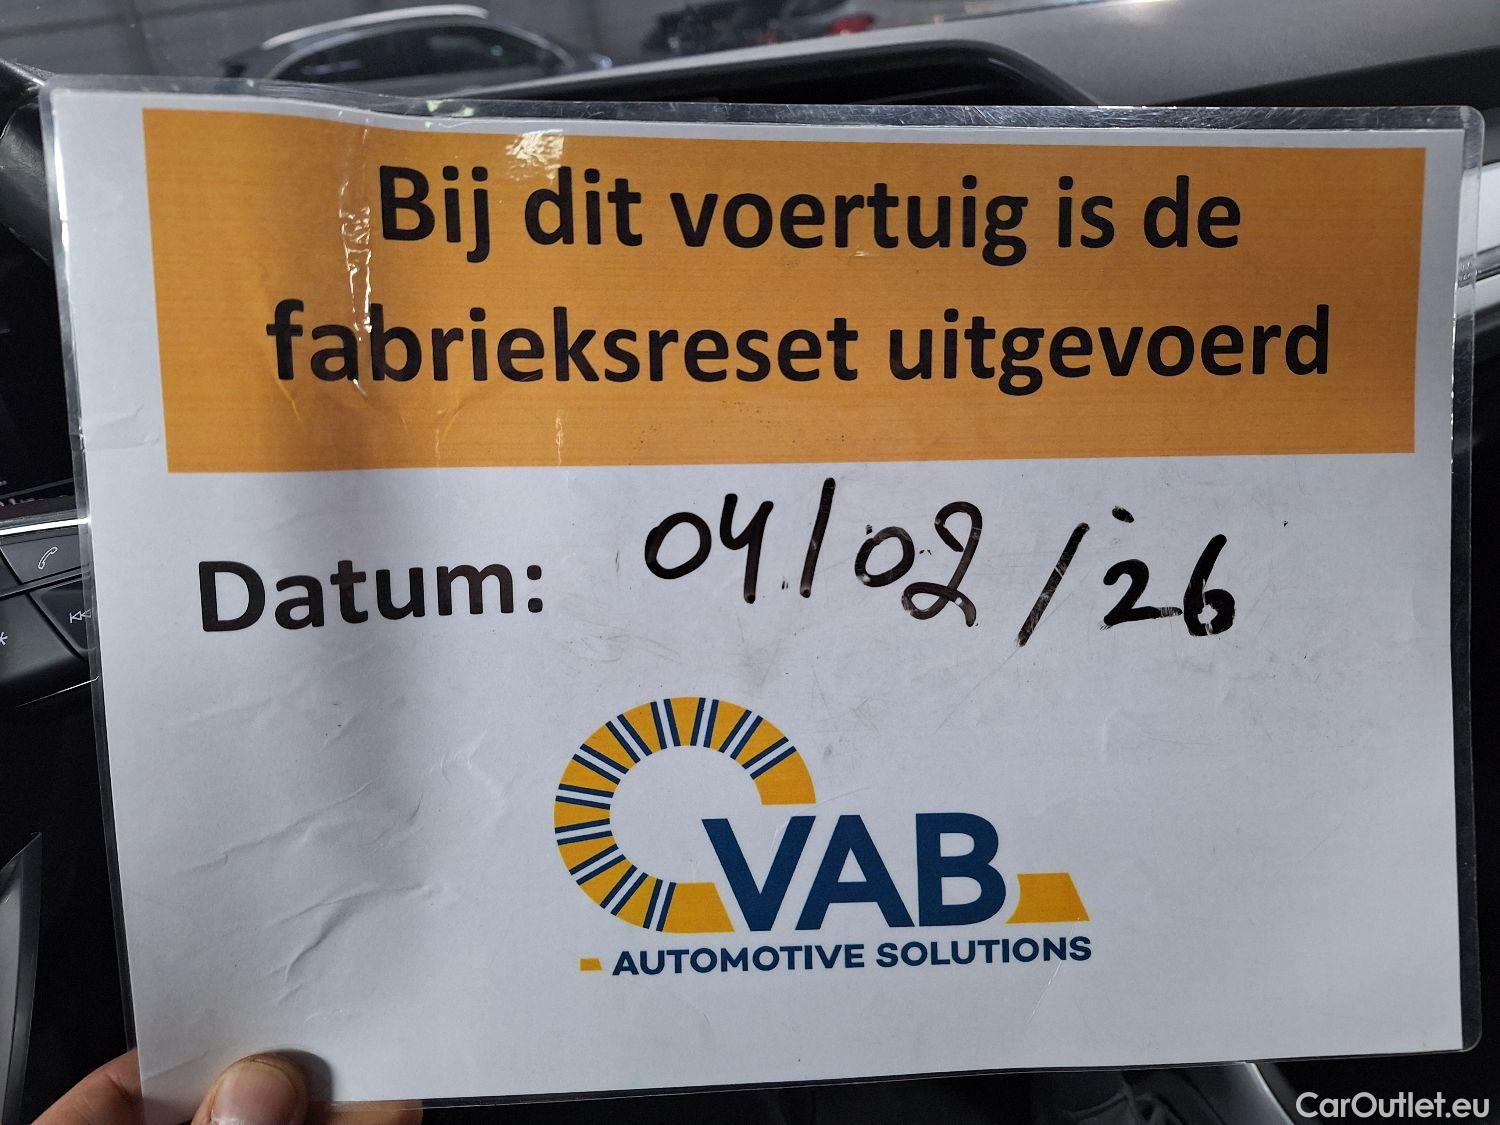 Bij dit voertuig is de
fabrieksreset uitgevoerd
Datum: 04/02/26
VAB
AUTOMOTIVE SOLUTIONS
CarOutlet.eu